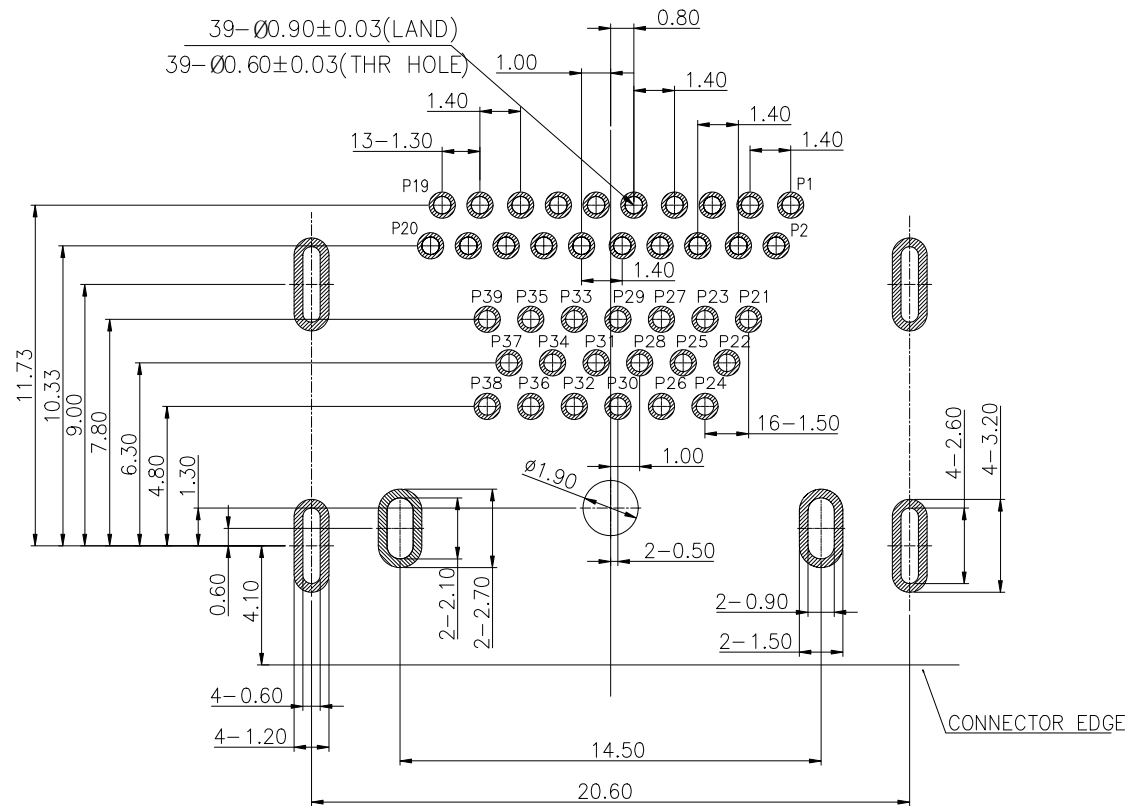 39-Ø0.90±0.03(LAND)
39-Ø0.60±0.03(THR HOLE)
0.80
1.00
1.40
1.40
1.40
13-1.30
1.40
P19
P1
P20
P2
1.40
P39 P35 P33 P29 P27 P23 P21
P37 P34 P31 P28 P25 P22
P38 P36 P32 P30 P26 P24
11.73
10.33
9.00
7.80
6.30
4.80
1.30
0.60
4.10
16-1.50
1.00
ø1.90
2-0.50
4-2.60
4-3.20
2-2.10
2-2.70
2-0.90
2-1.50
4-0.60
4-1.20
CONNECTOR EDGE
14.50
20.60